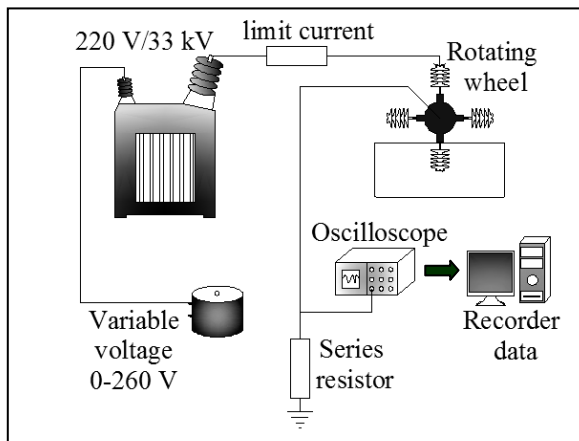 220 V/33 kV
limit current
Rotating
wheel
Oscilloscope
Variable
voltage
0-260 V
Series
resistor
Recorder
data